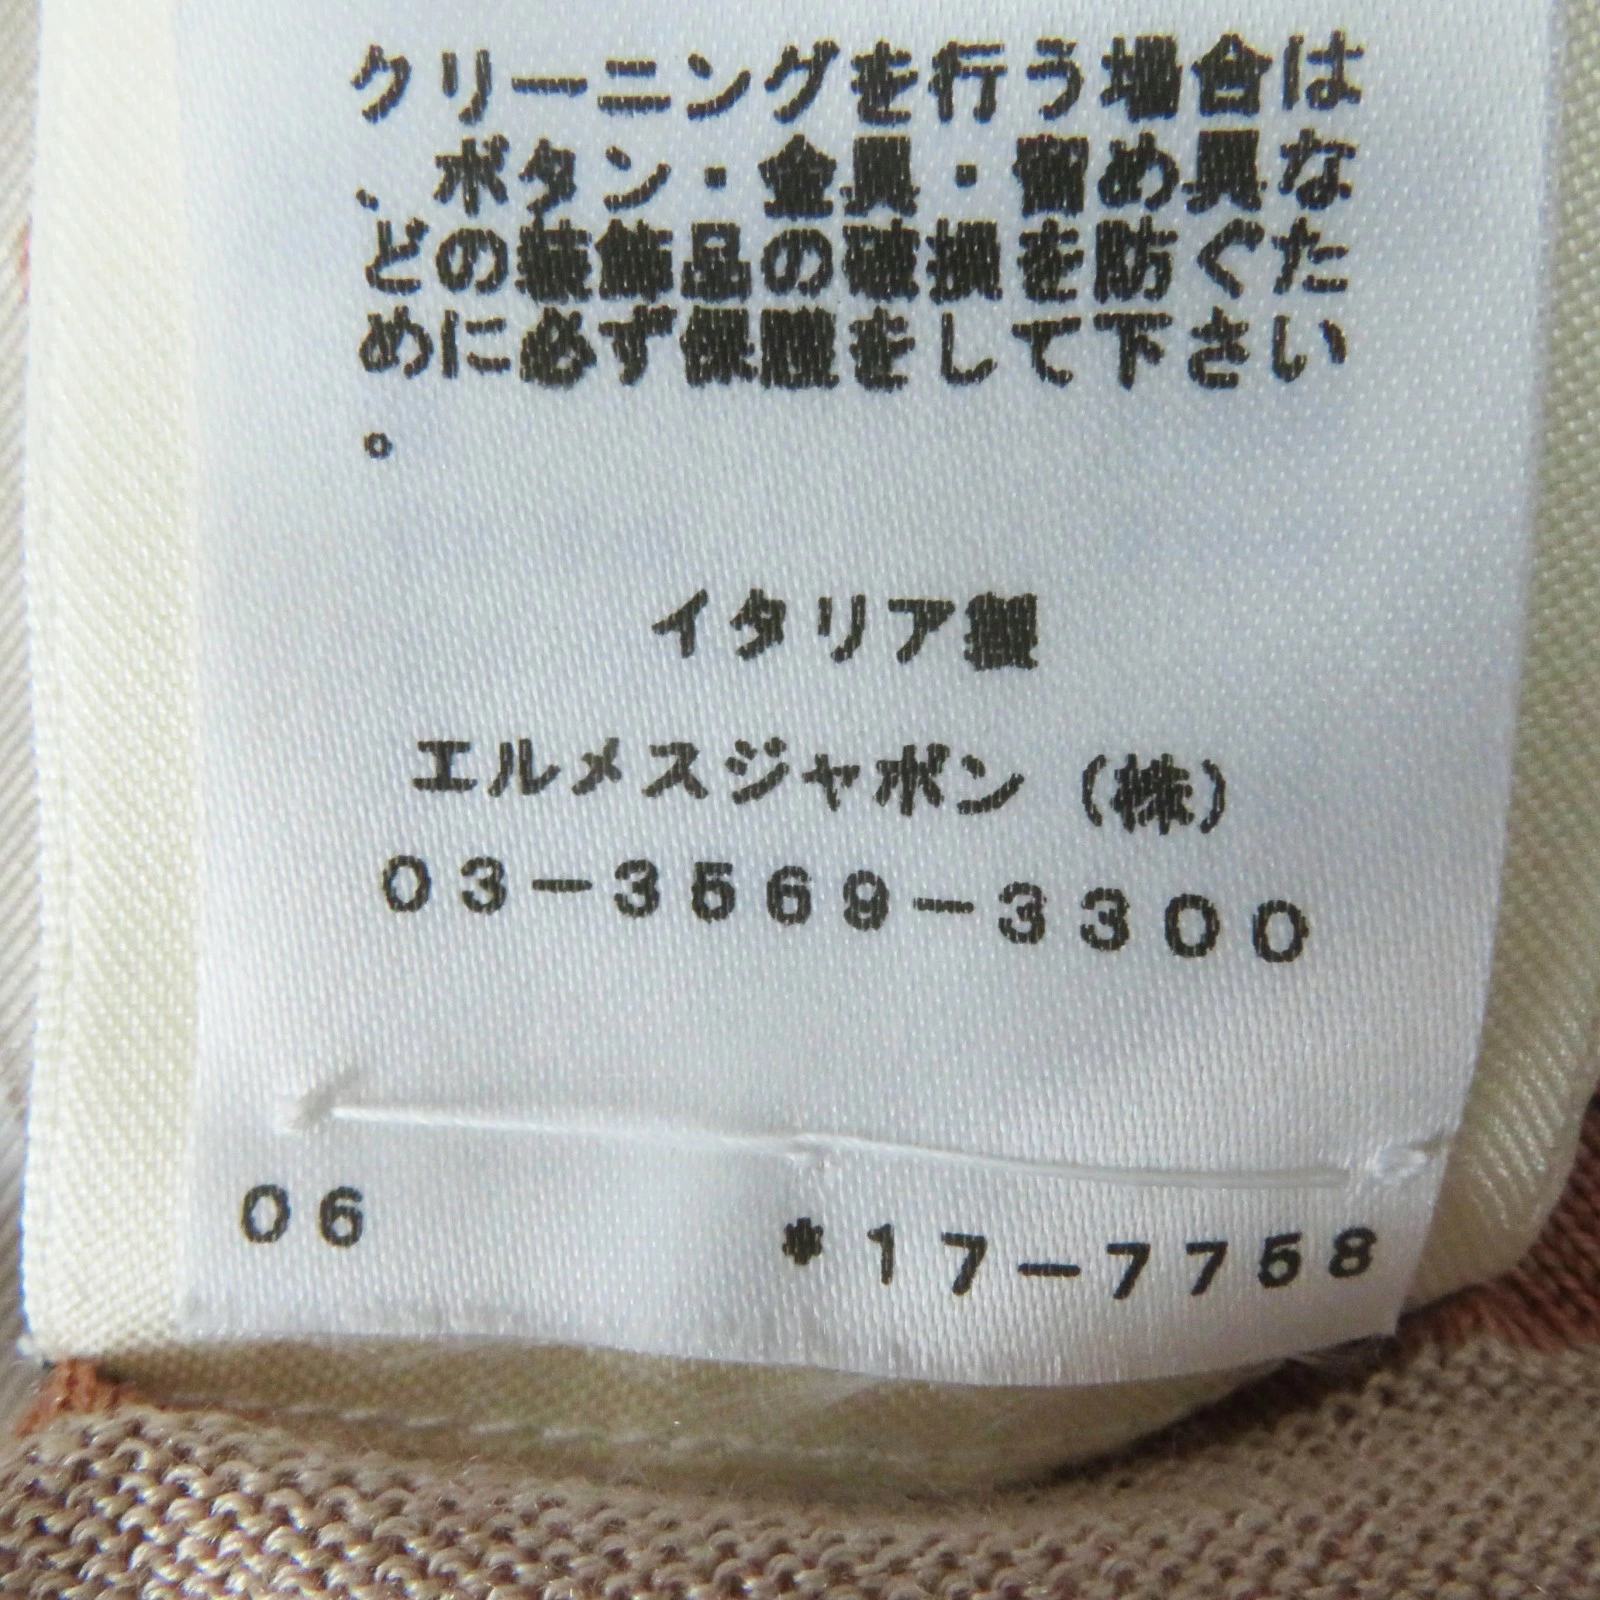 クリーニングを行う場合は
、ボタン・金具・留め具な
どの装飾品の破損を防ぐた
めに必ず保護をして下さい
。
イタリア製
エルメスジャポン（株）
03-3569-3300
06 *17-7758